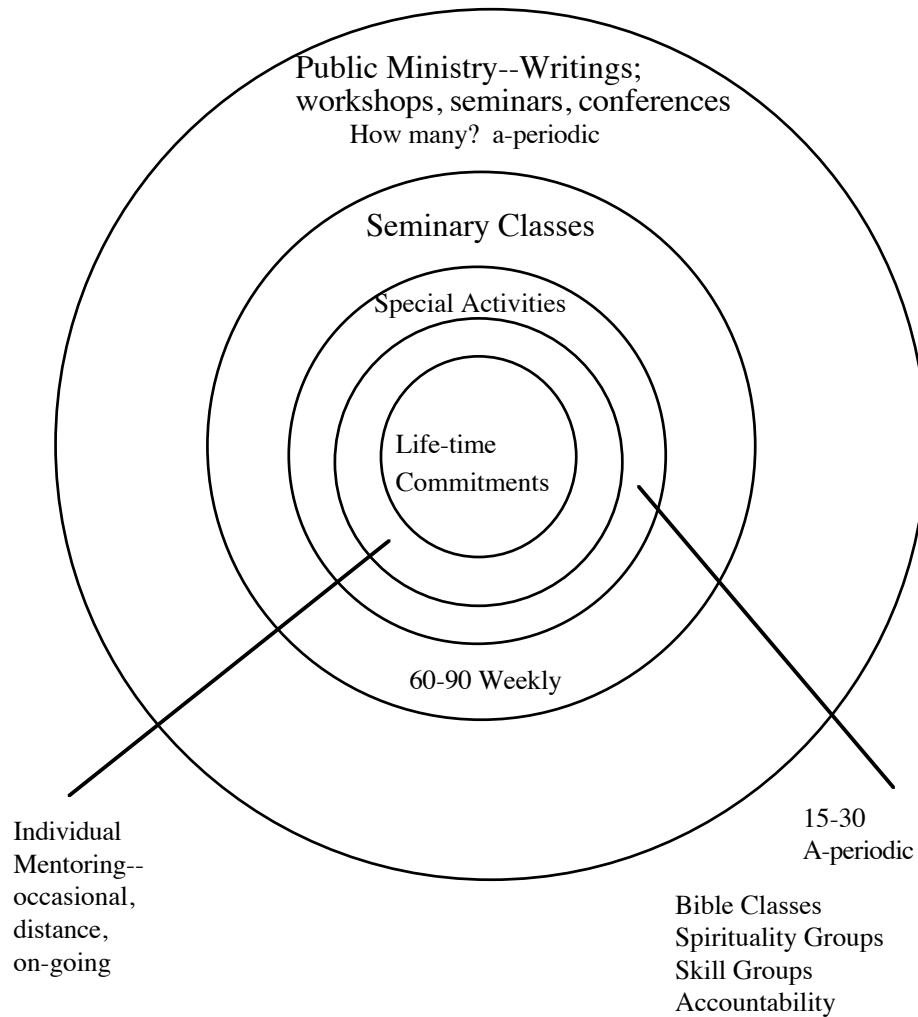 Public Ministry--Writings;
workshops, seminars, conferences
How many?  a-periodic
Seminary Classes
Special Activities
Life-time
Commitments
60-90 Weekly
Individual
Mentoring--
occasional,
distance,
on-going
15-30
A-periodic
Bible Classes
Spirituality Groups
Skill Groups
Accountability